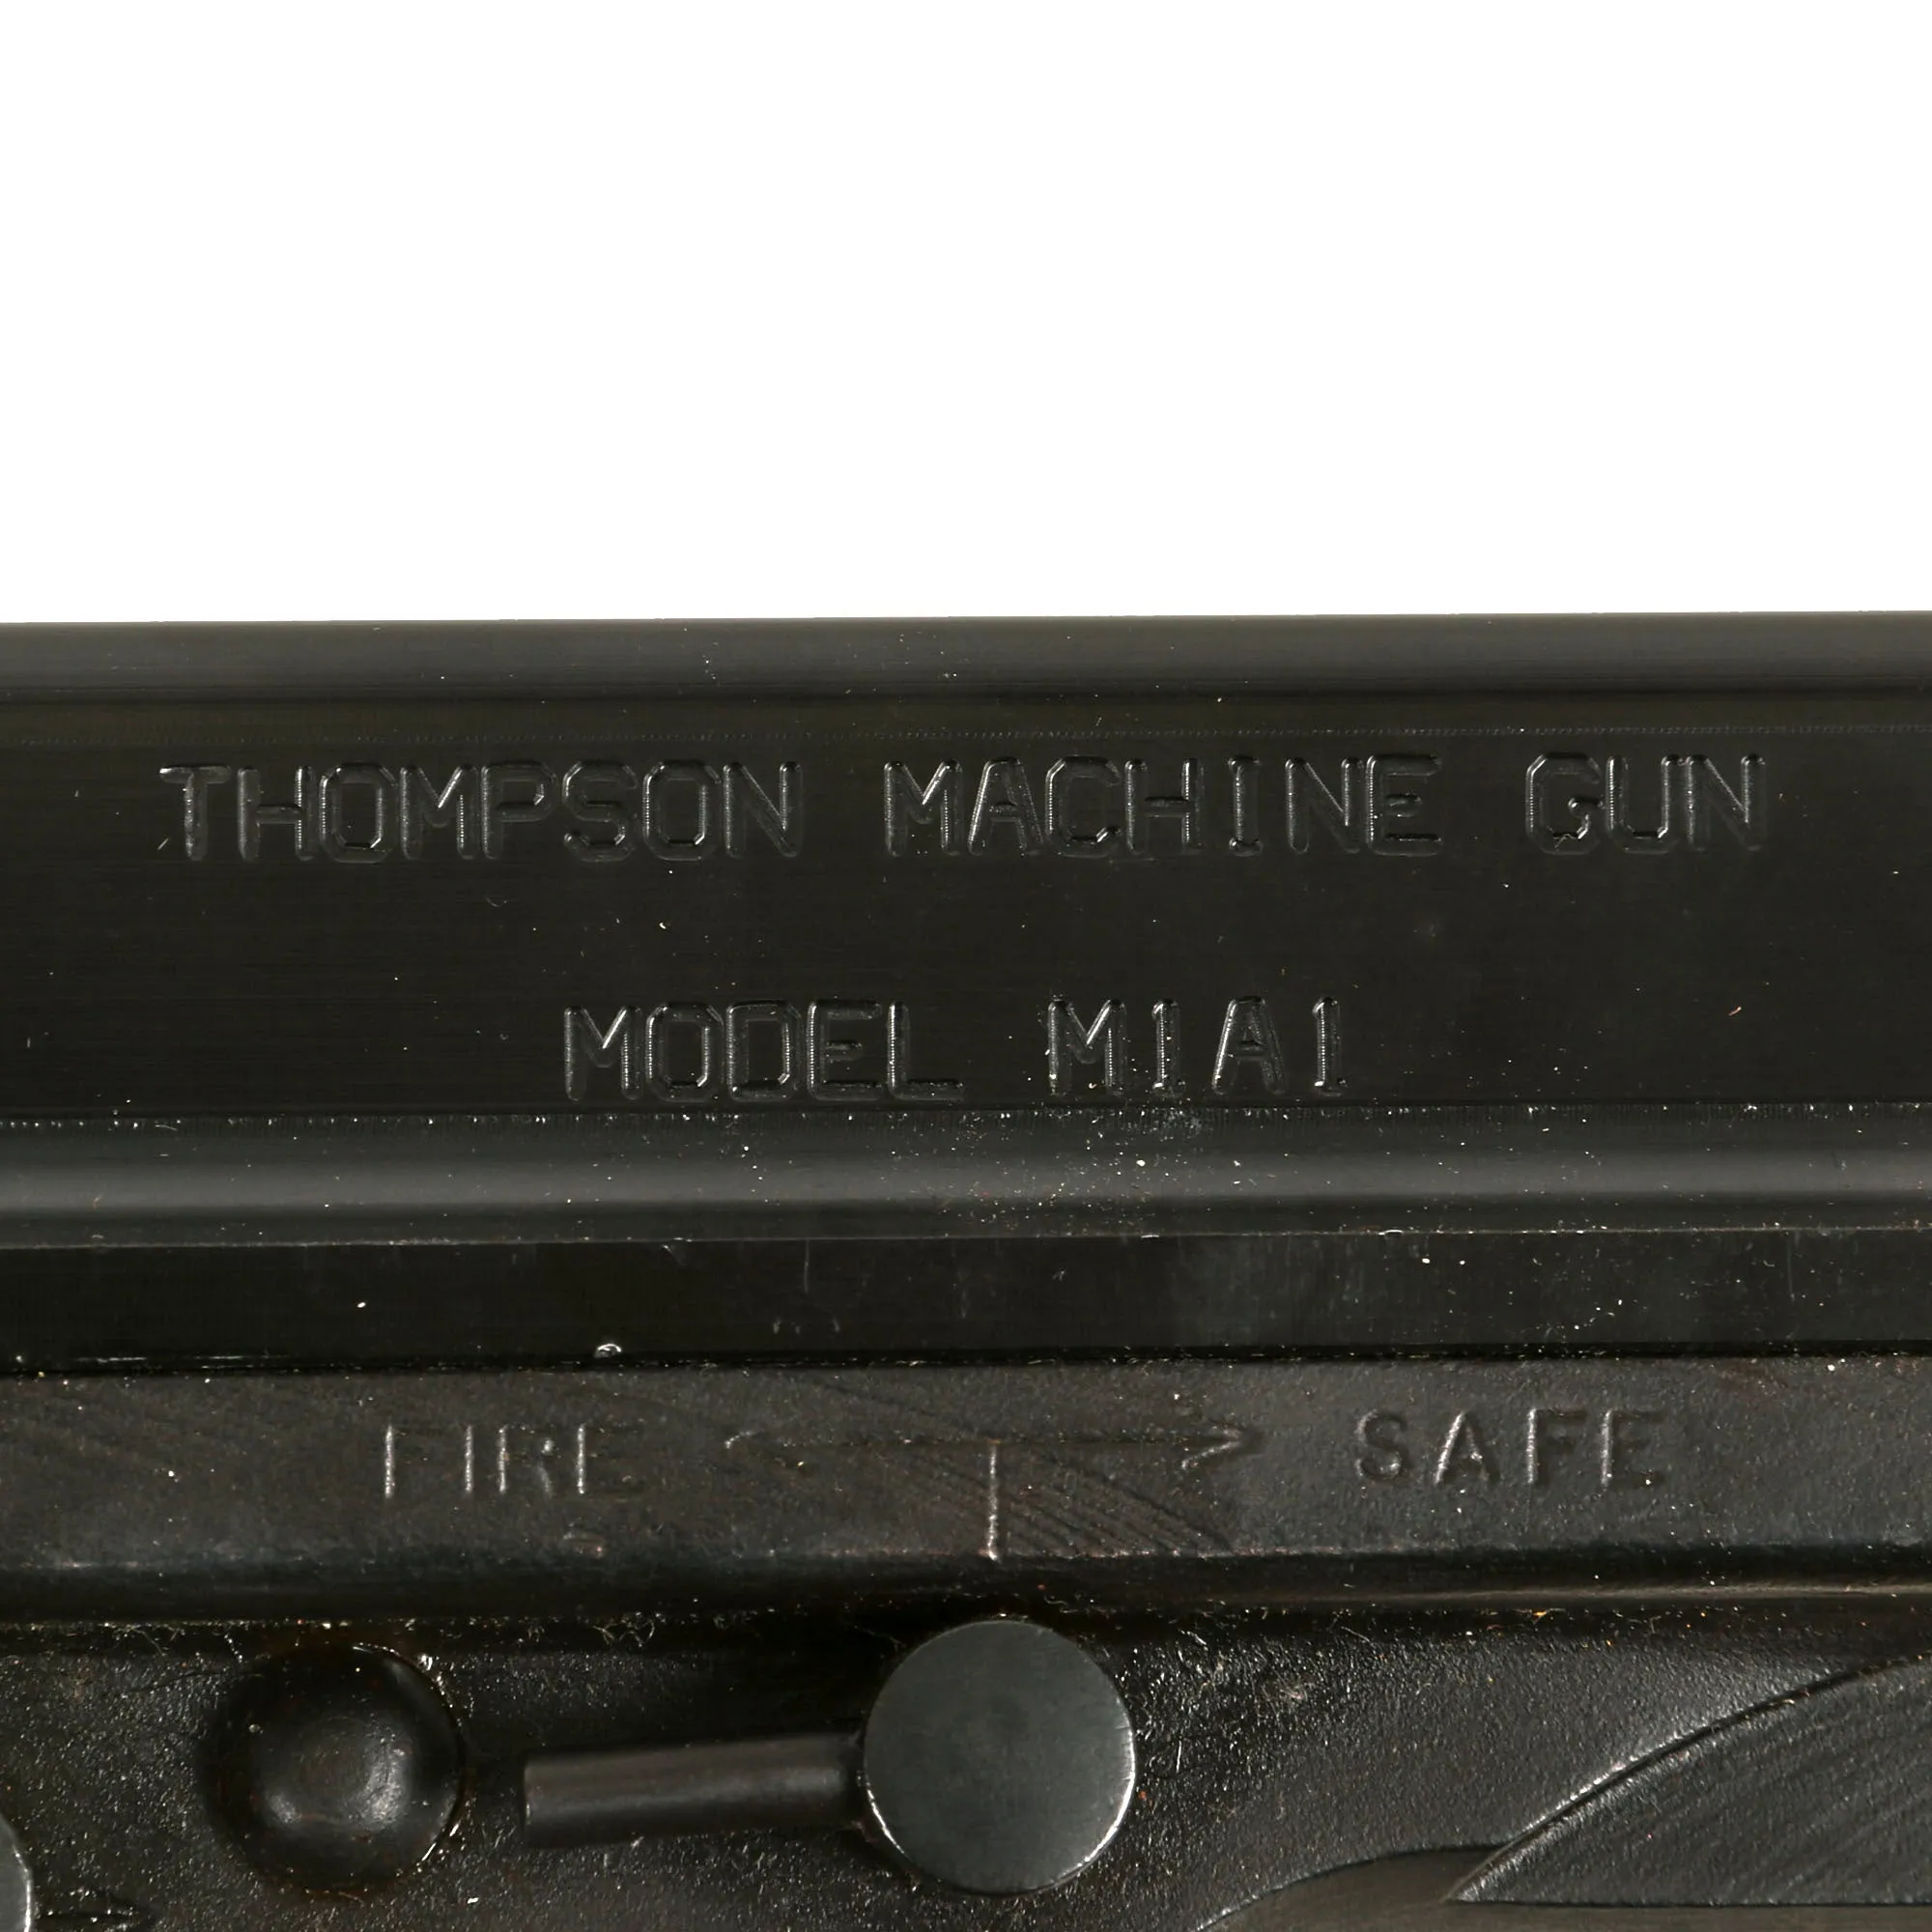 THOMPSON MACHINE GUN
MODEL M1A1
FIRE SAFE